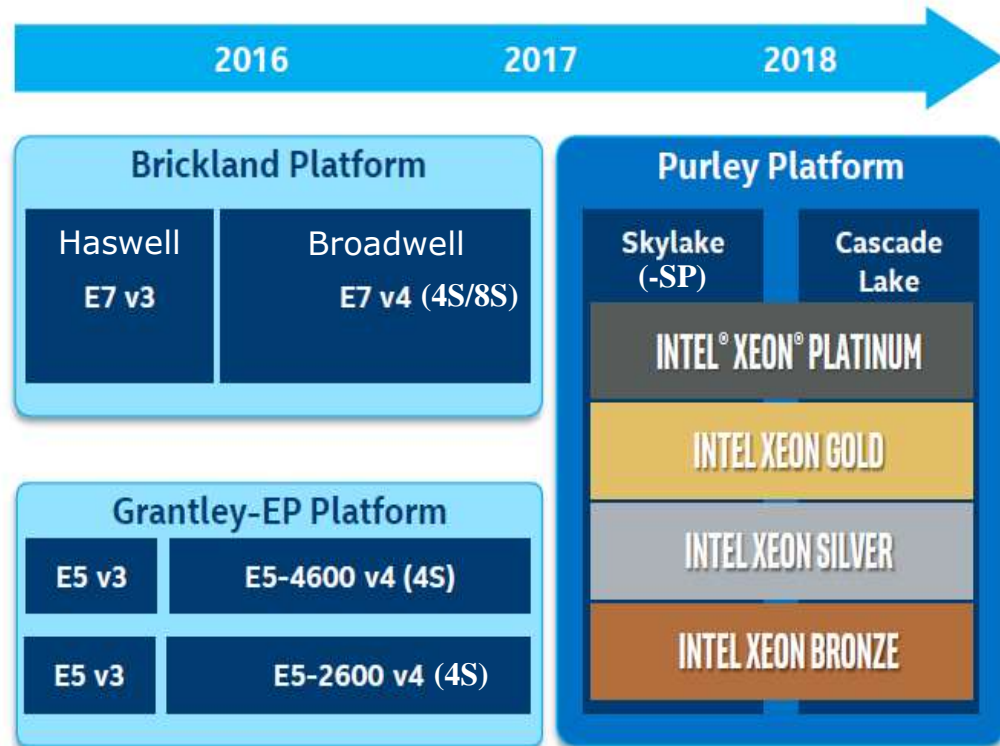 2016 2017 2018
Brickland Platform
Haswell
E7 v3
Broadwell
E7 v4 (4S/8S)
Grantley-EP Platform
E5 v3
E5-4600 v4 (4S)
E5 v3
E5-2600 v4 (4S)
Purley Platform
Skylake
(-SP)
Cascade
Lake
INTEL® XEON® PLATINUM
INTEL XEON GOLD
INTEL XEON SILVER
INTEL XEON BRONZE